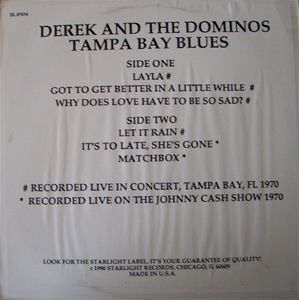 SL 87024
DEREK AND THE DOMINOS
TAMPA BAY BLUES
SIDE ONE
LAYLA #
GOT TO GET BETTER IN A LITTLE WHILE #
WHY DOES LOVE HAVE TO BE SO SAD? #
SIDE TWO
LET IT RAIN #
IT'S TO LATE, SHE'S GONE *
MATCHBOX *
# RECORDED LIVE IN CONCERT, TAMPA BAY, FL 1970
* RECORDED LIVE ON THE JOHNNY CASH SHOW 1970
LOOK FOR THE STARLIGHT LABEL, IT'S YOUR GUARANTEE OF QUALITY!
c 1990 STARLIGHT RECORDS, CHICAGO, IL 60609
MADE IN U.S.A.